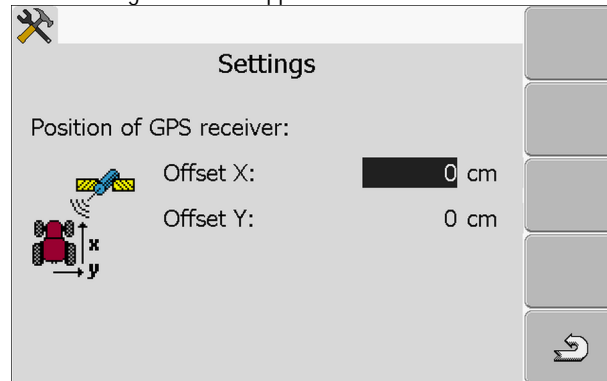 Settings
Position of GPS receiver:
Offset X: 0 cm
Offset Y: 0 cm
x
y